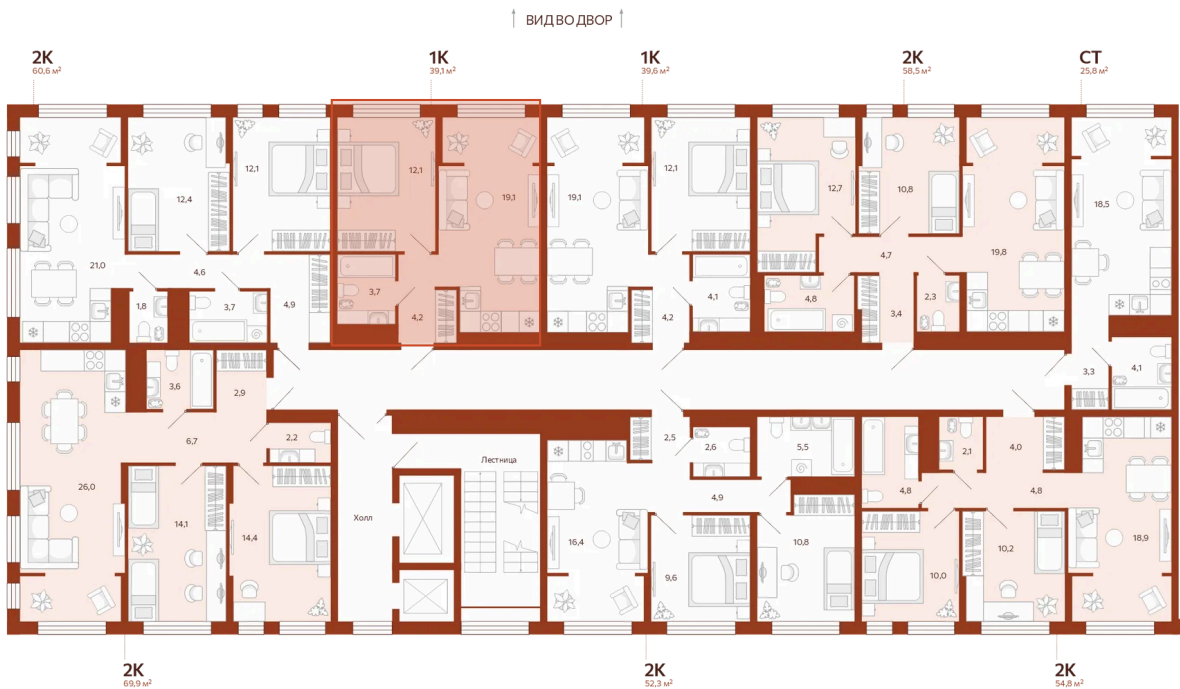 ВИД ВО ДВОР
2К
60,6 м²
1К
39,1 м²
1К
39,6 м²
2К
58,5 м²
СТ
25,8 м²
12,1
12,1
12,1
12,7
10,8
18,5
12,4
19,1
19,1
19,8
21,0
4,6
4,7
1,8
3,7
4,9
3,7
4,2
4,2
4,1
4,8
3,4
2,3
3,3
4,1
3,6
2,9
6,7
2,2
2,5
2,6
5,5
2,1
4,0
26,0
14,1
14,4
Лестница
Холл
4,9
4,8
4,8
16,4
9,6
10,8
10,0
10,2
18,9
2К
69,9 м²
2К
52,3 м²
2К
54,8 м²